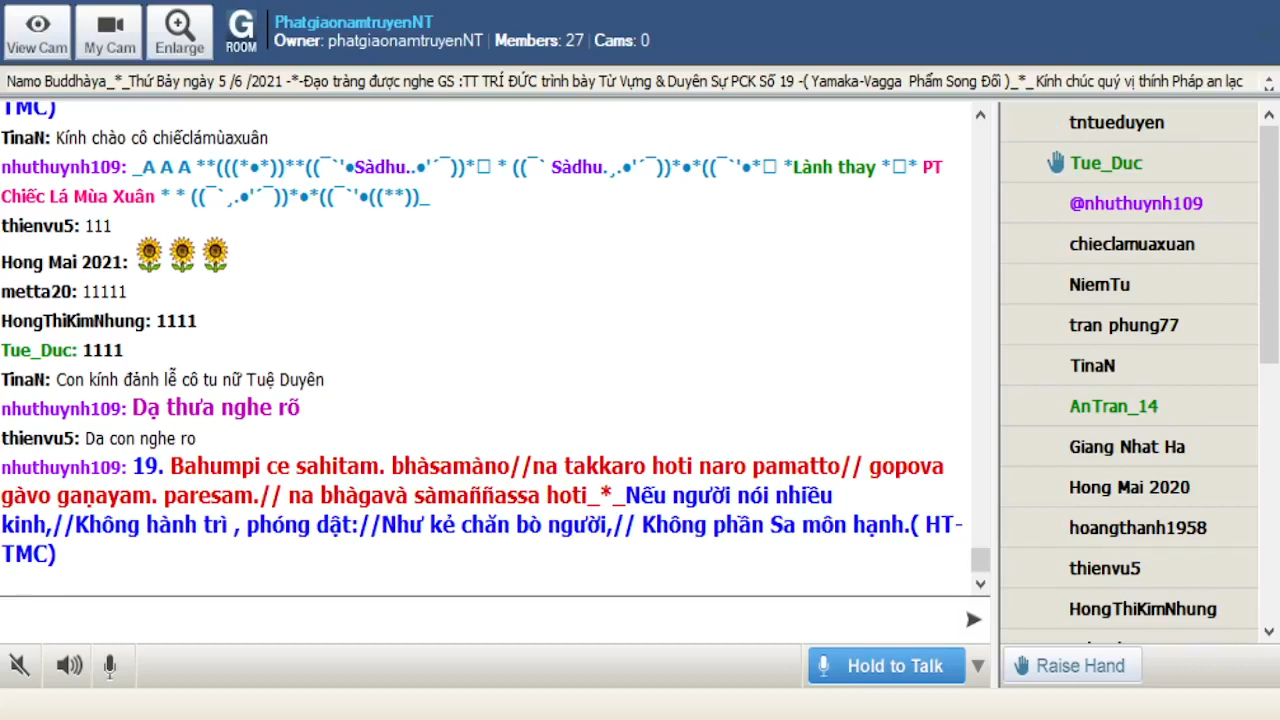 View Cam
My Cam
Enlarge
G
ROOM
PhatgiaonamtruyenNT
Owner: phatgiaonamtruyenNT | Members: 27 | Cams: 0
Namo Buddhàya_*_Thứ Bảy ngày 5 /6 /2021 -*-Đạo tràng được nghe GS :TT TRÍ ĐỨC trình bày Từ Vựng & Duyên Sự PCK Số 19 -( Yamaka-Vagga Phẩm Song Đối )_*_ Kính chúc quý vị thính Pháp an lạc
TMC)
TinaN: Kính chào cô chiếclámùaxuân
nhuthuynh109: _A A A **(((*•*))**((¯`'•Sàdhu..•'´¯))*□ * ((¯` Sàdhu.¸.•'´¯))*•*((¯`'•*□ *Lành thay *□* PT
Chiếc Lá Mùa Xuân * * ((¯`¸.•'´¯))*•*((¯`'•((**))_
thienvu5: 111
Hong Mai 2021:
metta20: 11111
HongThiKimNhung: 1111
Tue_Duc: 1111
TinaN: Con kính đảnh lễ cô tu nữ Tuệ Duyên
nhuthuynh109: Dạ thưa nghe rõ
thienvu5: Da con nghe ro
nhuthuynh109: 19. Bahumpi ce sahitam. bhàsamàno//na takkaro hoti naro pamatto// gopova
gàvo gaṇayam. paresam.// na bhàgavà sàmaññassa hoti_*_Nếu người nói nhiều
kinh,//Không hành trì , phóng dật://Như kẻ chăn bò người,// Không phần Sa môn hạnh.( HT-
TMC)
tntueduyen
Tue_Duc
@nhuthuynh109
chieclamuaxuan
NiemTu
tran phung77
TinaN
AnTran_14
Giang Nhat Ha
Hong Mai 2020
hoangthanh1958
thienvu5
HongThiKimNhung
Hold to Talk
Raise Hand